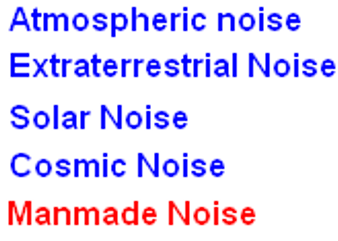 Atmospheric noise
Extraterrestrial Noise
Solar Noise
Cosmic Noise
Manmade Noise